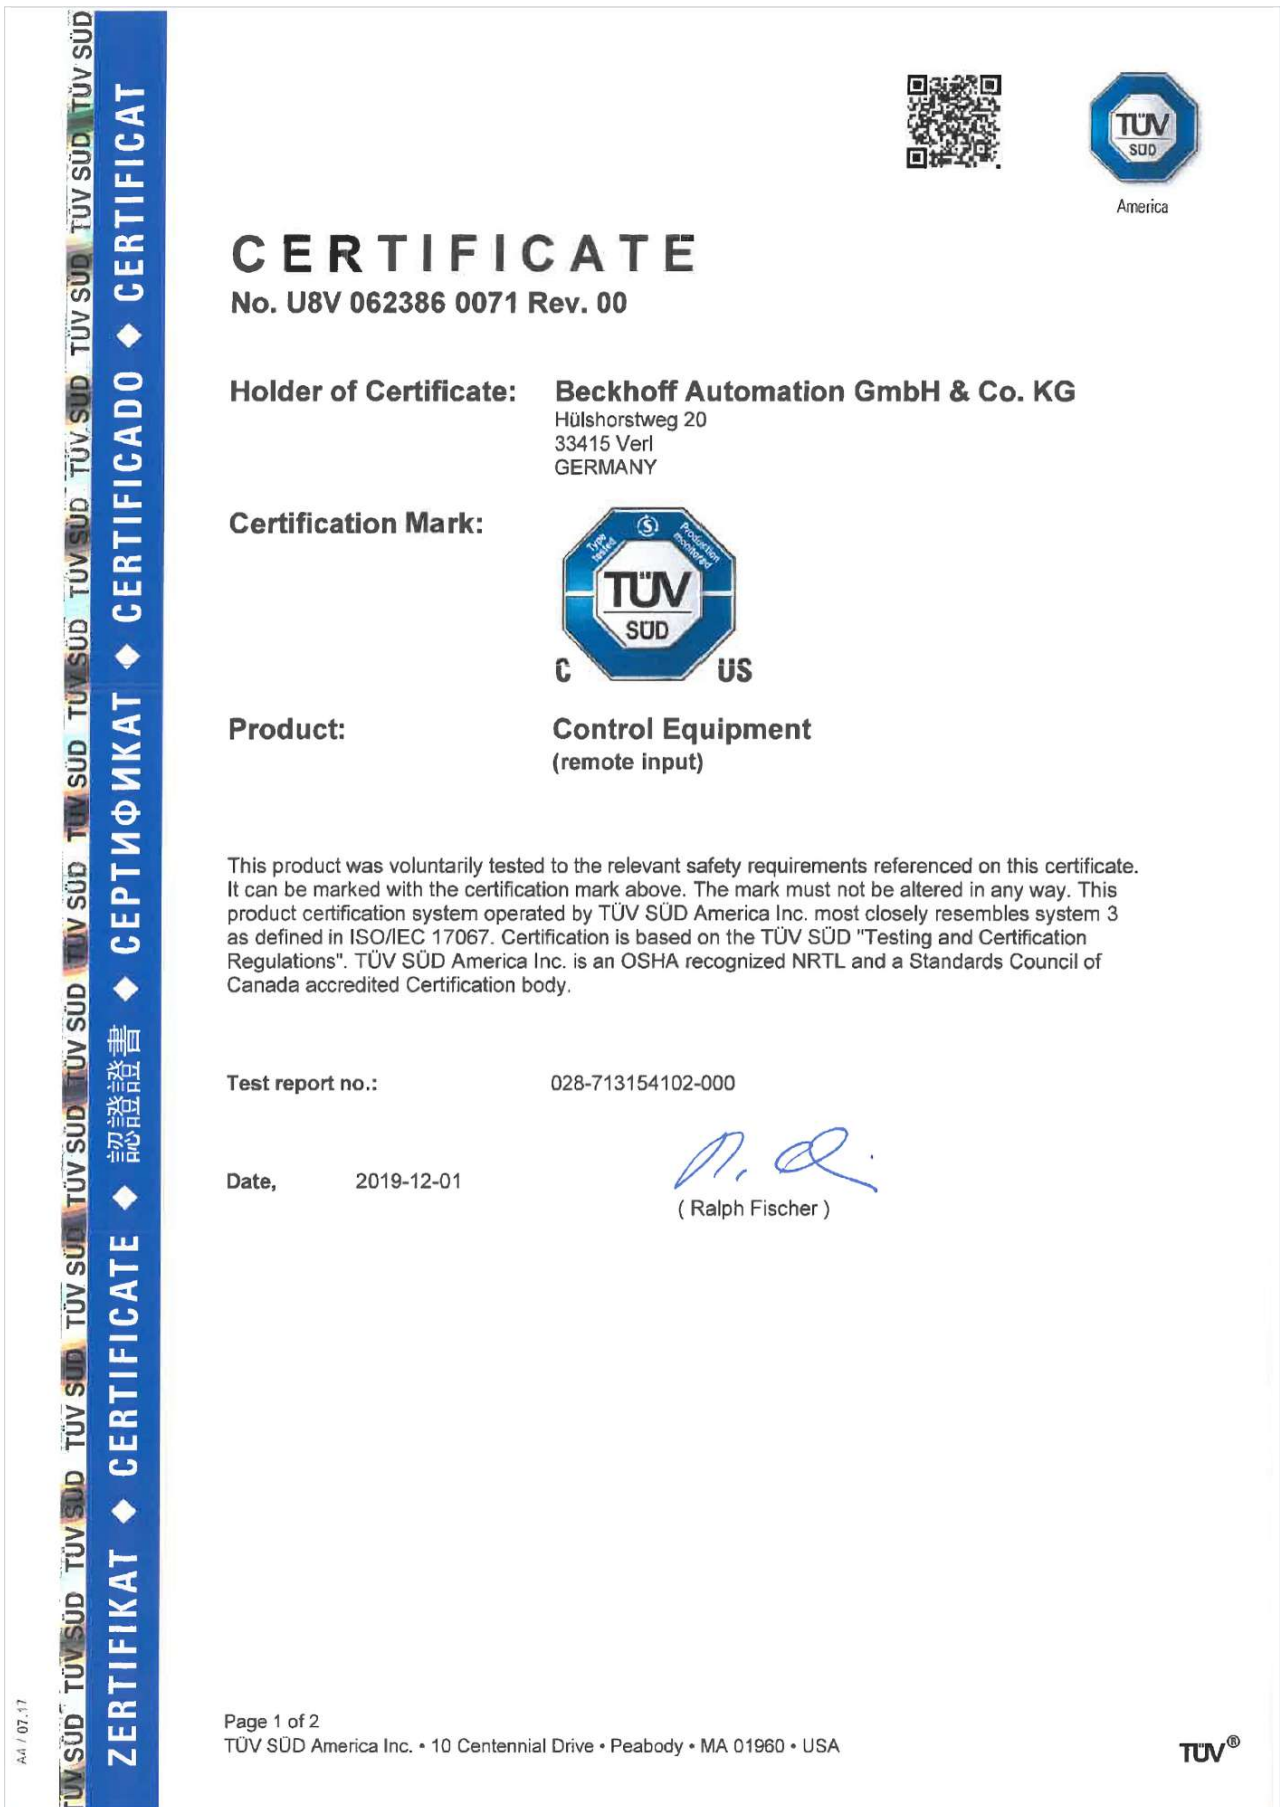 TÜV
SÜD
America
CERTIFICATE
No. U8V 062386 0071 Rev. 00
Holder of Certificate: Beckhoff Automation GmbH & Co. KG
Hülshorstweg 20
33415 Verl
GERMANY
Certification Mark:
Type tested
S
Production monitored
TÜV
SÜD
C US
Product: Control Equipment
(remote input)
This product was voluntarily tested to the relevant safety requirements referenced on this certificate.
It can be marked with the certification mark above. The mark must not be altered in any way. This
product certification system operated by TÜV SÜD America Inc. most closely resembles system 3
as defined in ISO/IEC 17067. Certification is based on the TÜV SÜD "Testing and Certification
Regulations". TÜV SÜD America Inc. is an OSHA recognized NRTL and a Standards Council of
Canada accredited Certification body.
Test report no.: 028-713154102-000
Date, 2019-12-01
( Ralph Fischer )
Page 1 of 2
TÜV SÜD America Inc. • 10 Centennial Drive • Peabody • MA 01960 • USA
TÜV®
ZERTIFIKAT ◆ CERTIFICATE ◆ 認證證書 ◆ СЕРТИФИКАТ ◆ CERTIFICADO ◆ CERTIFICAT
TÜV SÜD TÜV SÜD TÜV SÜD TÜV SÜD TÜV SÜD TÜV SÜD TÜV SÜD TÜV SÜD TÜV SÜD TÜV SÜD TÜV SÜD TÜV SÜD TÜV SÜD TÜV SÜD TÜV SÜD
A4 / 07.17